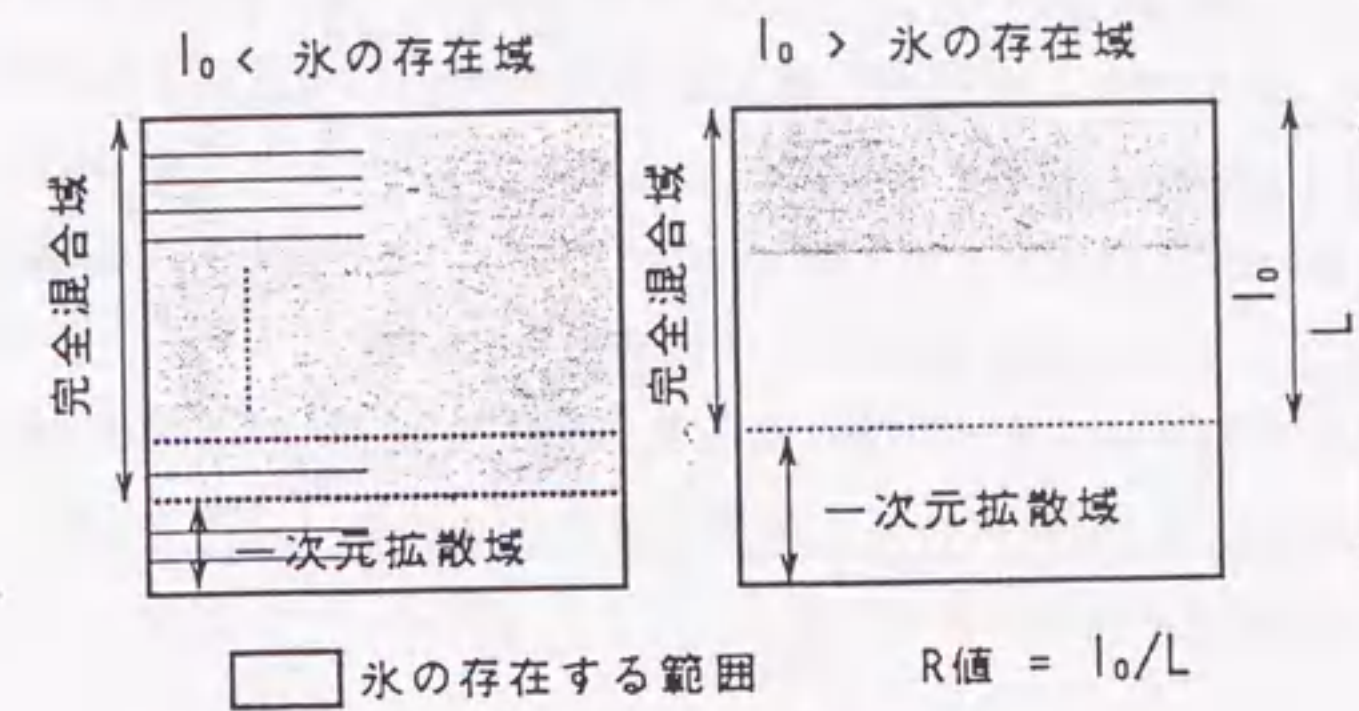 l₀ < 氷の存在域
l₀ > 氷の存在域
完全混合域
完全混合域
l₀
L
一次元拡散域
一次元拡散域
氷の存在する範囲
R値 = l₀/L